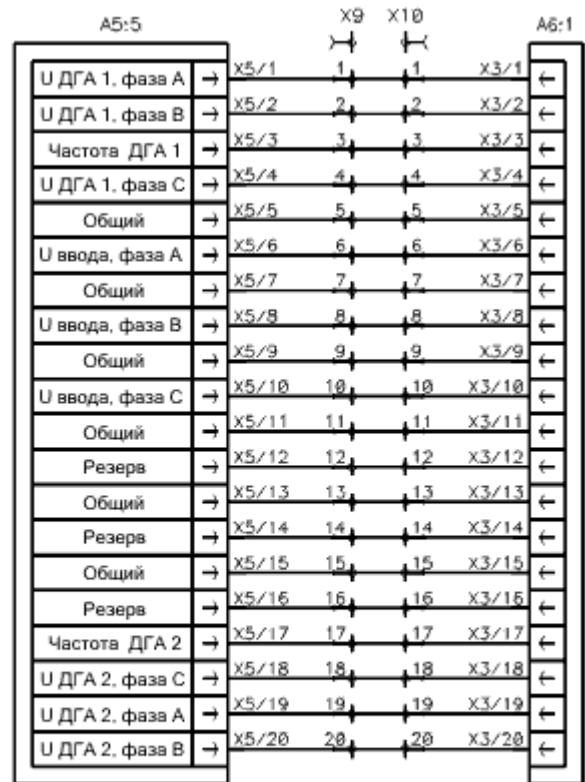 X9 X10
A5:5 A6:1
U ДГА 1, фаза A → X5/1 1 1 X3/1 ←
U ДГА 1, фаза B → X5/2 2 2 X3/2 ←
Частота ДГА 1 → X5/3 3 3 X3/3 ←
U ДГА 1, фаза C → X5/4 4 4 X3/4 ←
Общий → X5/5 5 5 X3/5 ←
U ввода, фаза A → X5/6 6 6 X3/6 ←
Общий → X5/7 7 7 X3/7 ←
U ввода, фаза B → X5/8 8 8 X3/8 ←
Общий → X5/9 9 9 X3/9 ←
U ввода, фаза C → X5/10 10 10 X3/10 ←
Общий → X5/11 11 11 X3/11 ←
Резерв → X5/12 12 12 X3/12 ←
Общий → X5/13 13 13 X3/13 ←
Резерв → X5/14 14 14 X3/14 ←
Общий → X5/15 15 15 X3/15 ←
Резерв → X5/16 16 16 X3/16 ←
Частота ДГА 2 → X5/17 17 17 X3/17 ←
U ДГА 2, фаза C → X5/18 18 18 X3/18 ←
U ДГА 2, фаза A → X5/19 19 19 X3/19 ←
U ДГА 2, фаза B → X5/20 20 20 X3/20 ←